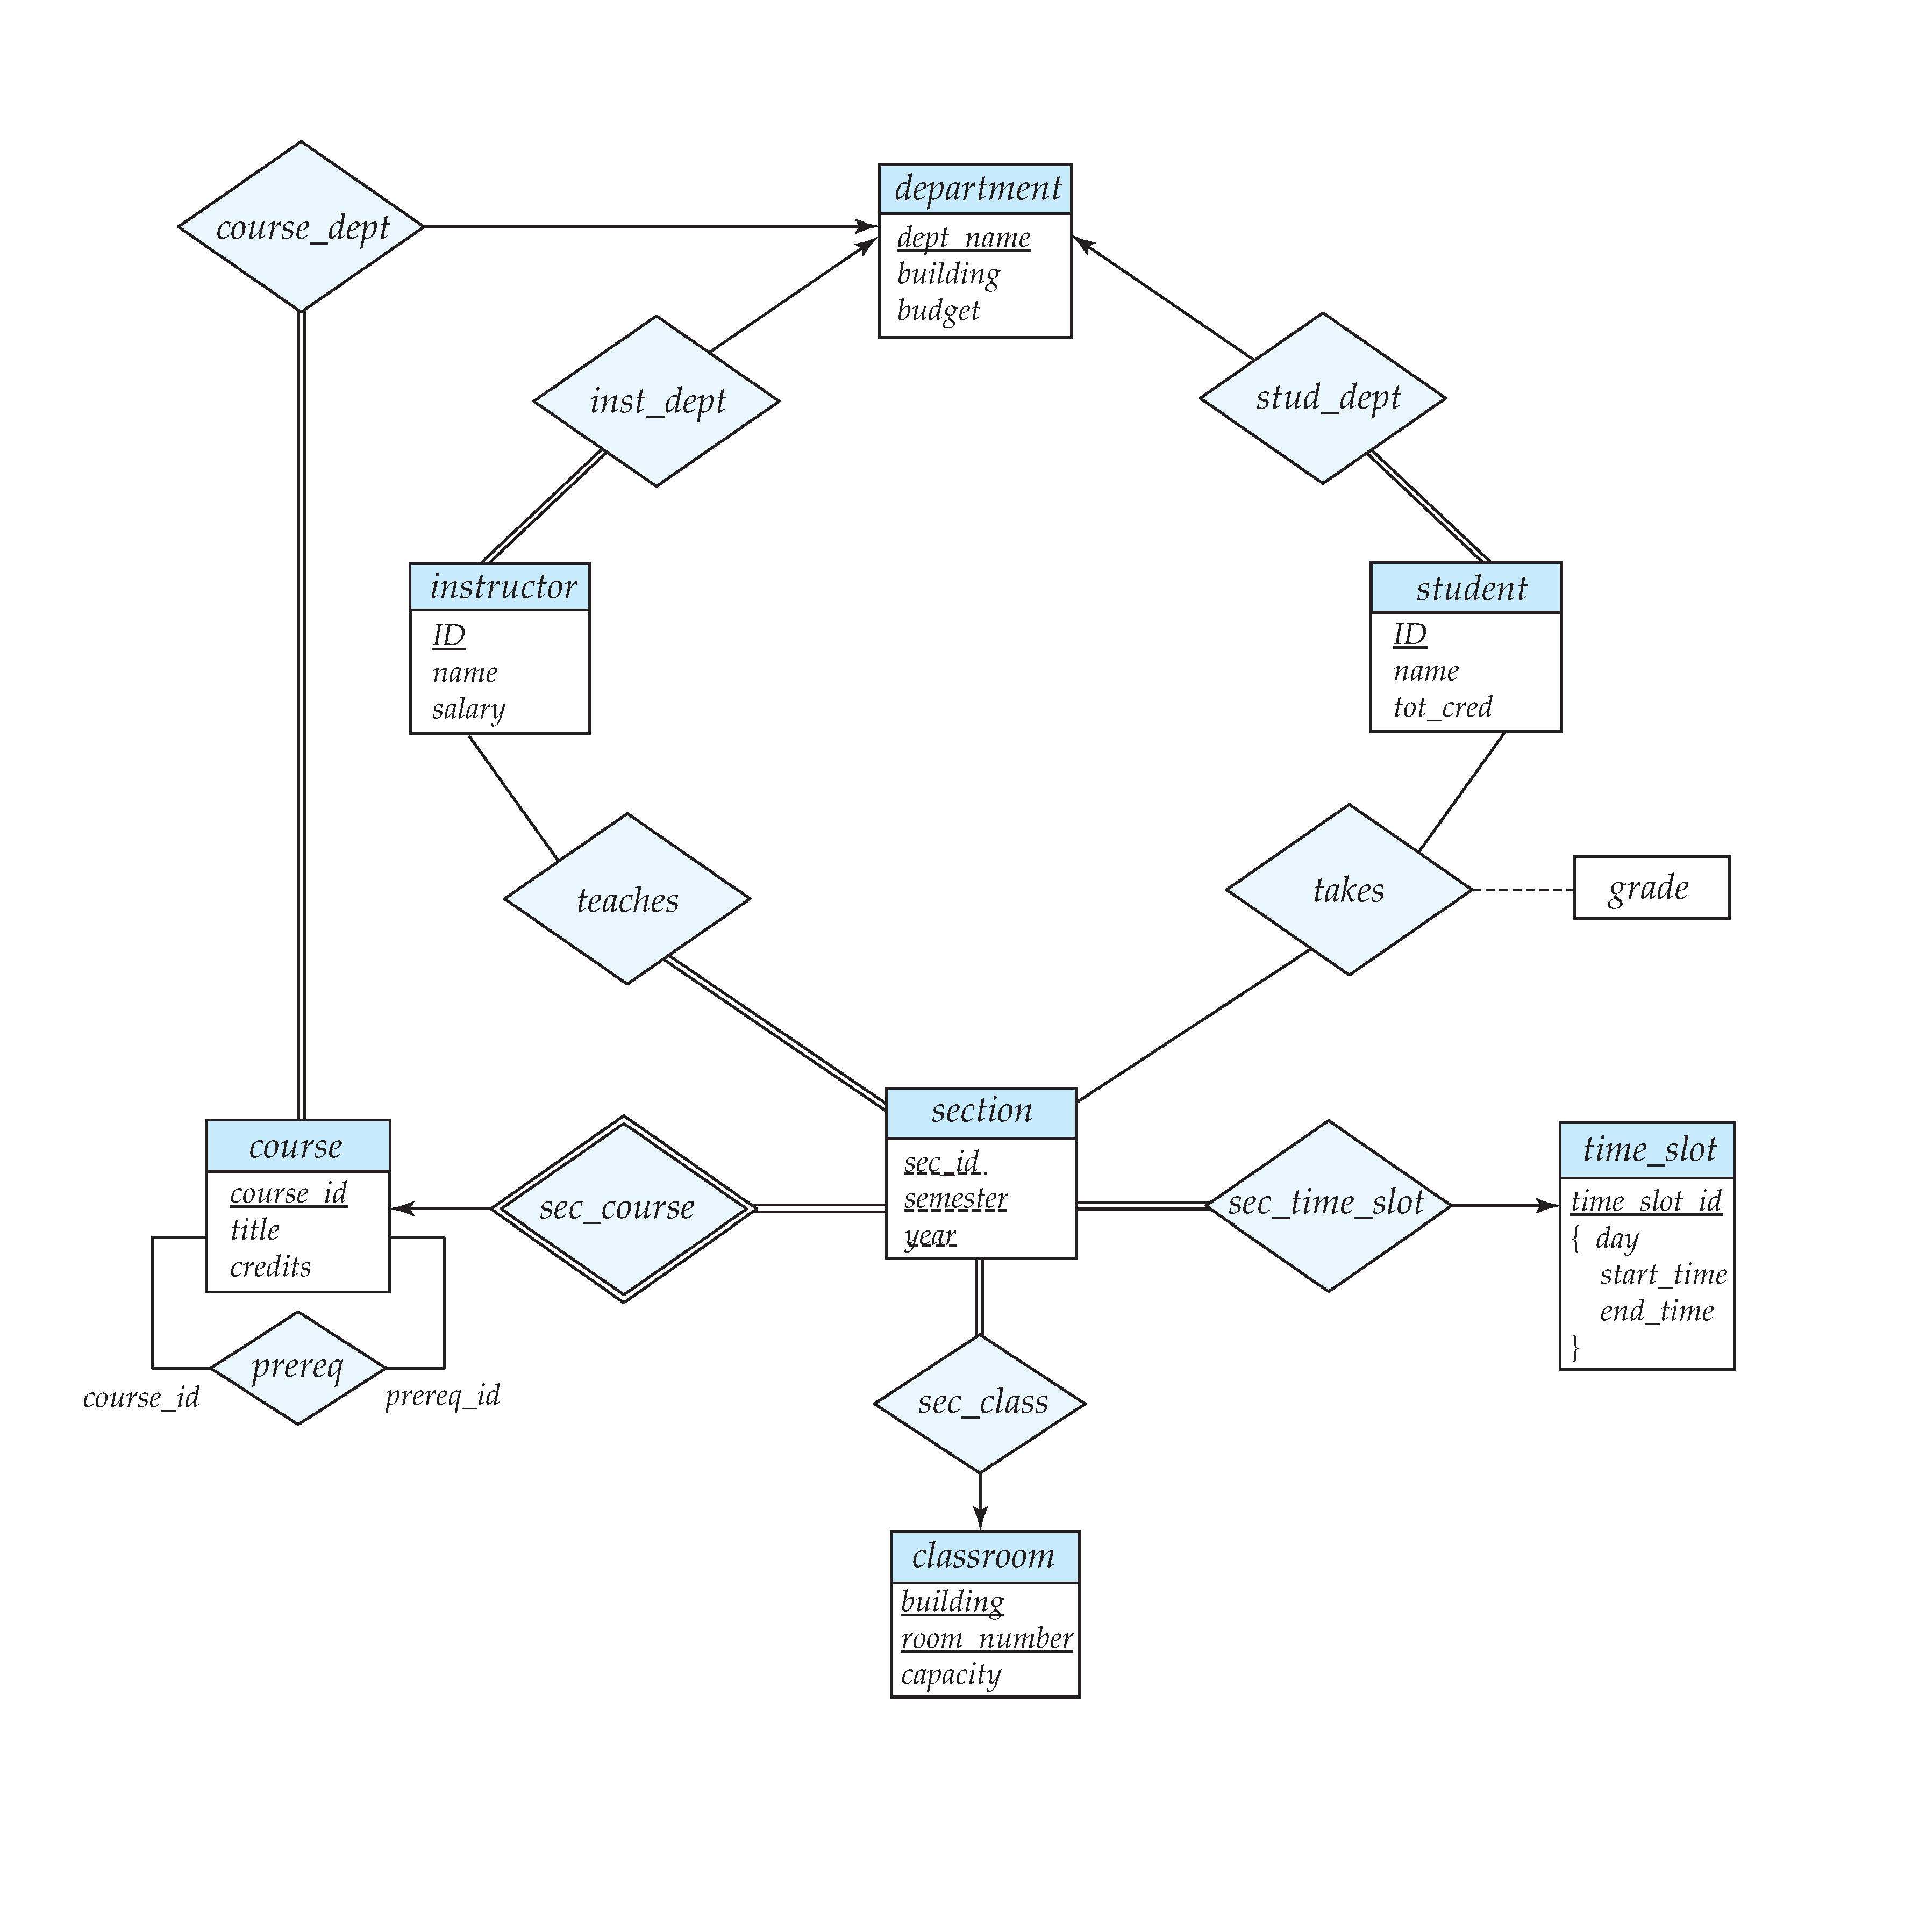 course_dept
department
dept_name
building
budget
inst_dept
stud_dept
instructor
ID
name
salary
student
ID
name
tot_cred
teaches
takes
grade
course
course_id
title
credits
sec_course
section
sec_id
semester
year
sec_time_slot
time_slot
time_slot_id
{ day
start_time
end_time
}
prereq
course_id
prereq_id
sec_class
classroom
building
room_number
capacity